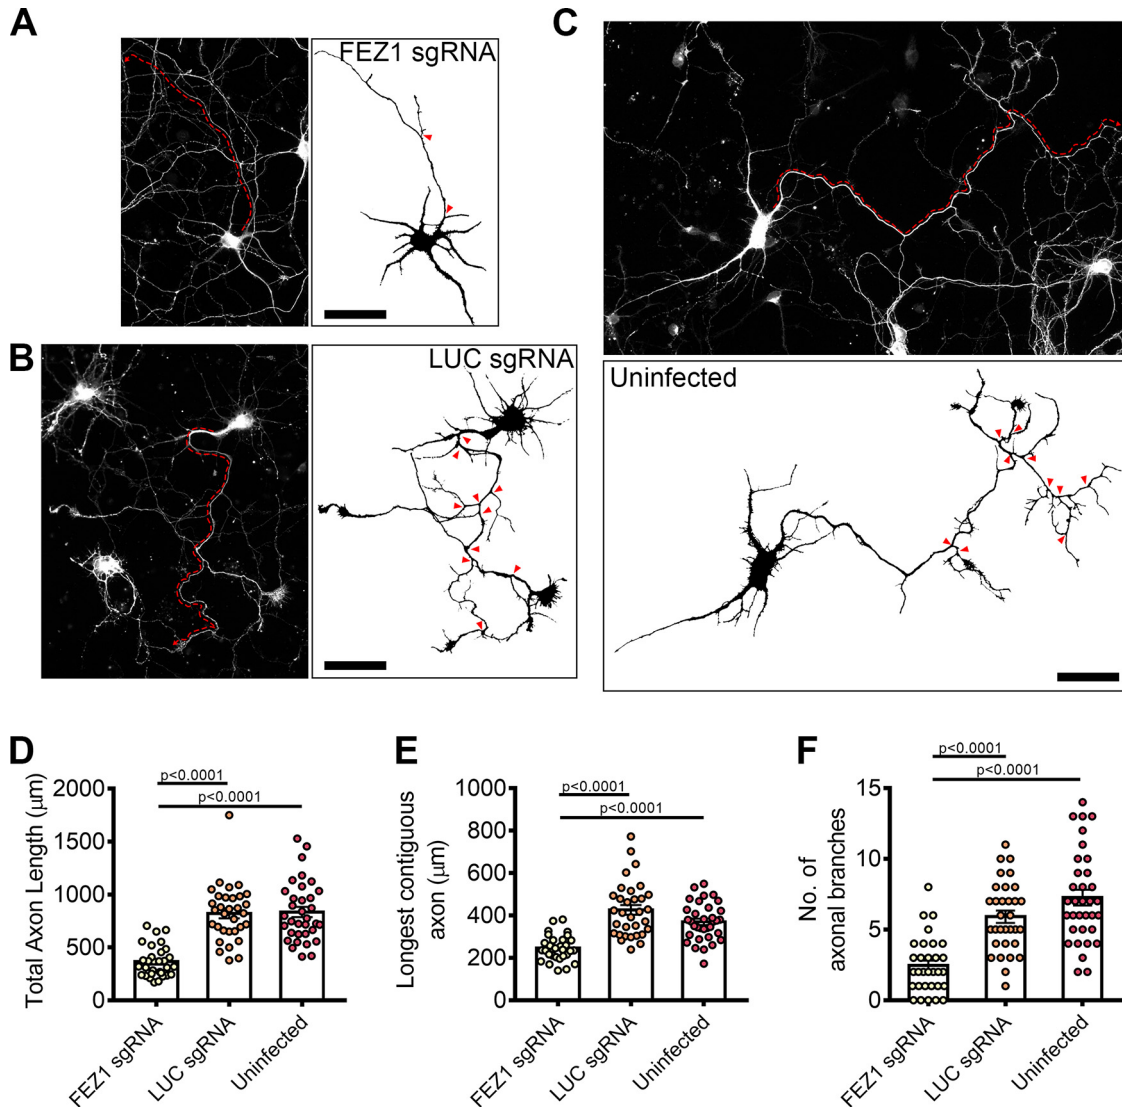 A
FEZ1 sgRNA
B
LUC sgRNA
C
Uninfected
D
p<0.0001
p<0.0001
Total Axon Length (μm)
2000
1500
1000
500
0
FEZ1 sgRNA
LUC sgRNA
Uninfected
E
p<0.0001
p<0.0001
Longest contiguous
axon (μm)
1000
800
600
400
200
0
FEZ1 sgRNA
LUC sgRNA
Uninfected
F
p<0.0001
p<0.0001
No. of
axonal branches
15
10
5
0
FEZ1 sgRNA
LUC sgRNA
Uninfected